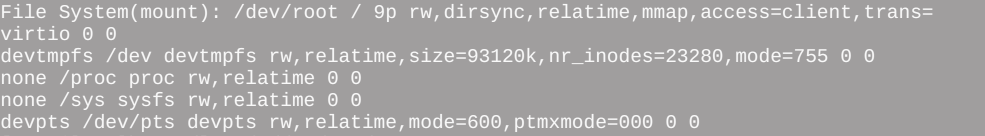 File System(mount): /dev/root / 9p rw,dirsync,relatime,mmap,access=client,trans=
virtio 0 0
devtmpfs /dev devtmpfs rw,relatime,size=93120k,nr_inodes=23280,mode=755 0 0
none /proc proc rw,relatime 0 0
none /sys sysfs rw,relatime 0 0
devpts /dev/pts devpts rw,relatime,mode=600,ptmxmode=000 0 0